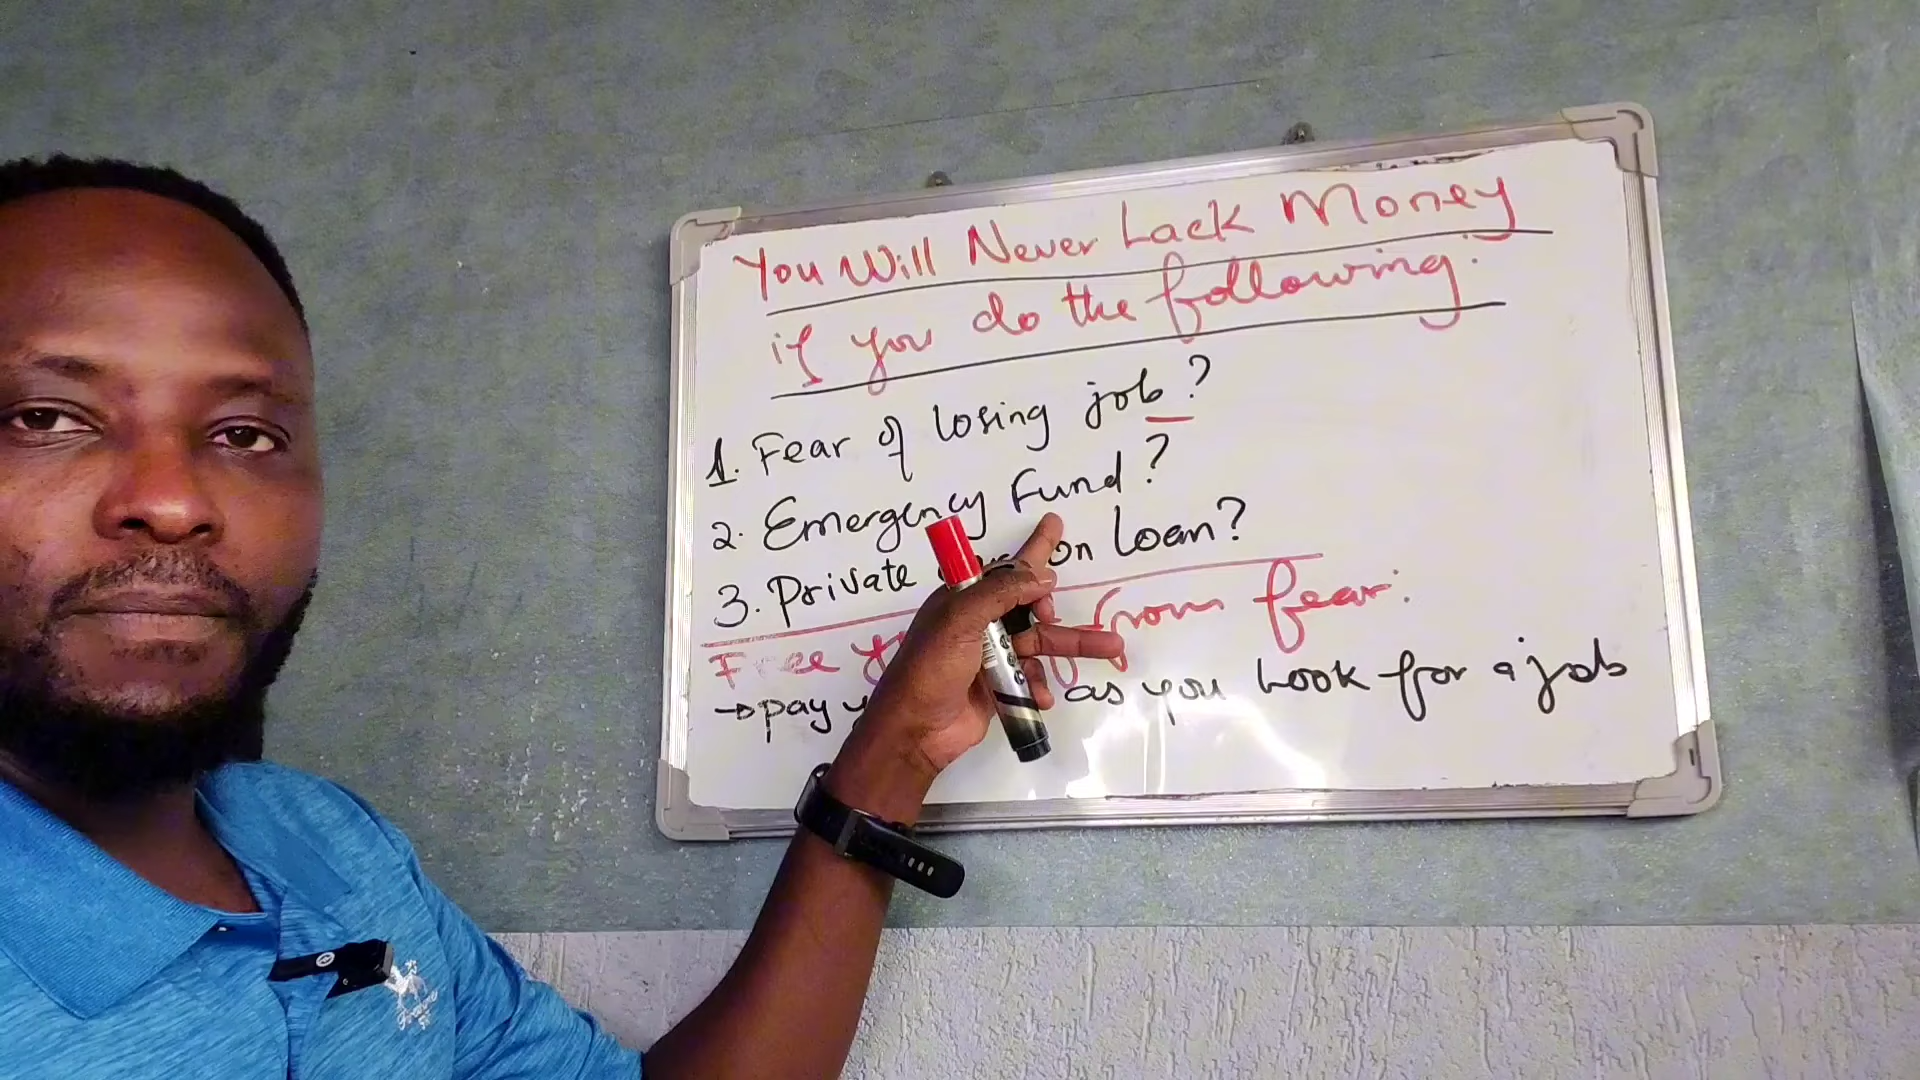 You Will Never Lack Money
if you do the following:
1. Fear of losing job?
2. Emergency Fund?
3. Private on Loan?
Free from fear.
→pay as you Look for a job